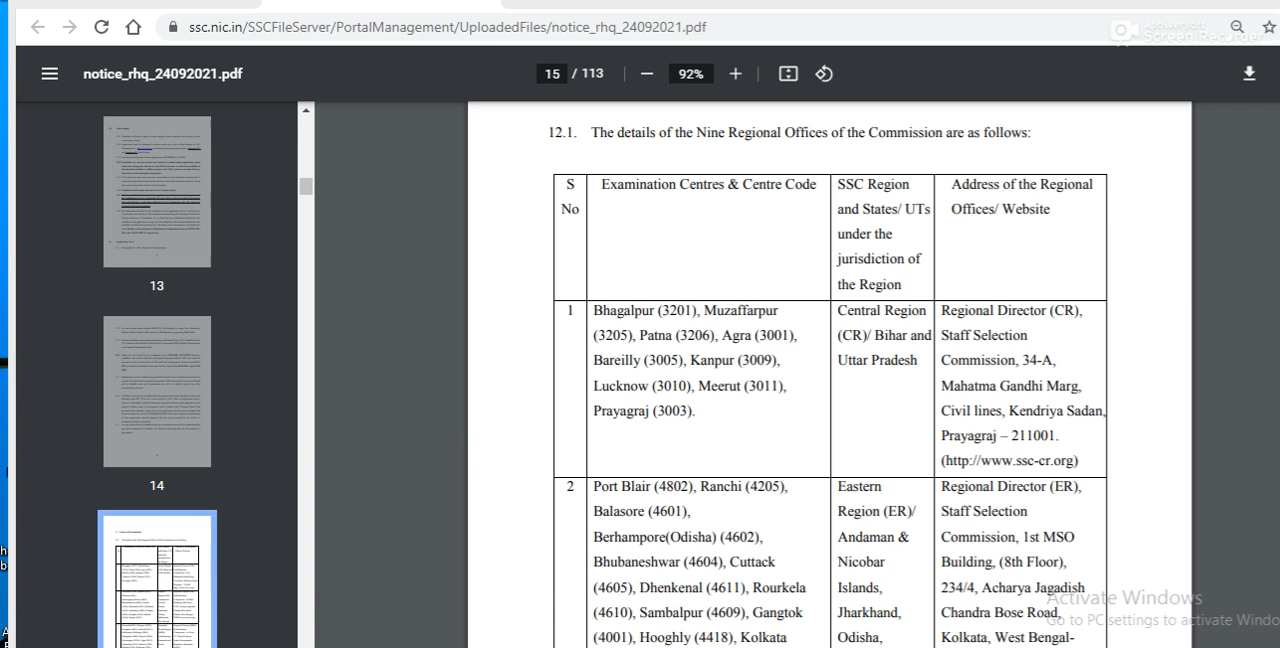 ssc.nic.in/SSCFileServer/PortalManagement/UploadedFiles/notice_rhq_24092021.pdf
Apowersoft
Screen Recorder
notice_rhq_24092021.pdf
15 / 113
92%
13
14
12.1. The details of the Nine Regional Offices of the Commission are as follows:
S No
Examination Centres & Centre Code
SSC Region
and States/ UTs
under the
jurisdiction of
the Region
Address of the Regional
Offices/ Website
1
Bhagalpur (3201), Muzaffarpur
(3205), Patna (3206), Agra (3001),
Bareilly (3005), Kanpur (3009),
Lucknow (3010), Meerut (3011),
Prayagraj (3003).
Central Region
(CR)/ Bihar and
Uttar Pradesh
Regional Director (CR),
Staff Selection
Commission, 34-A,
Mahatma Gandhi Marg,
Civil lines, Kendriya Sadan,
Prayagraj – 211001.
(http://www.ssc-cr.org)
2
Port Blair (4802), Ranchi (4205),
Balasore (4601),
Berhampore(Odisha) (4602),
Bhubaneshwar (4604), Cuttack
(4605), Dhenkenal (4611), Rourkela
(4610), Sambalpur (4609), Gangtok
(4001), Hooghly (4418), Kolkata
Eastern
Region (ER)/
Andaman &
Nicobar
Islands,
Jharkhand,
Odisha,
Regional Director (ER),
Staff Selection
Commission, 1st MSO
Building, (8th Floor),
234/4, Acharya Jagadish
Chandra Bose Road,
Kolkata, West Bengal-
Activate Windows
Go to PC settings to activate Windo